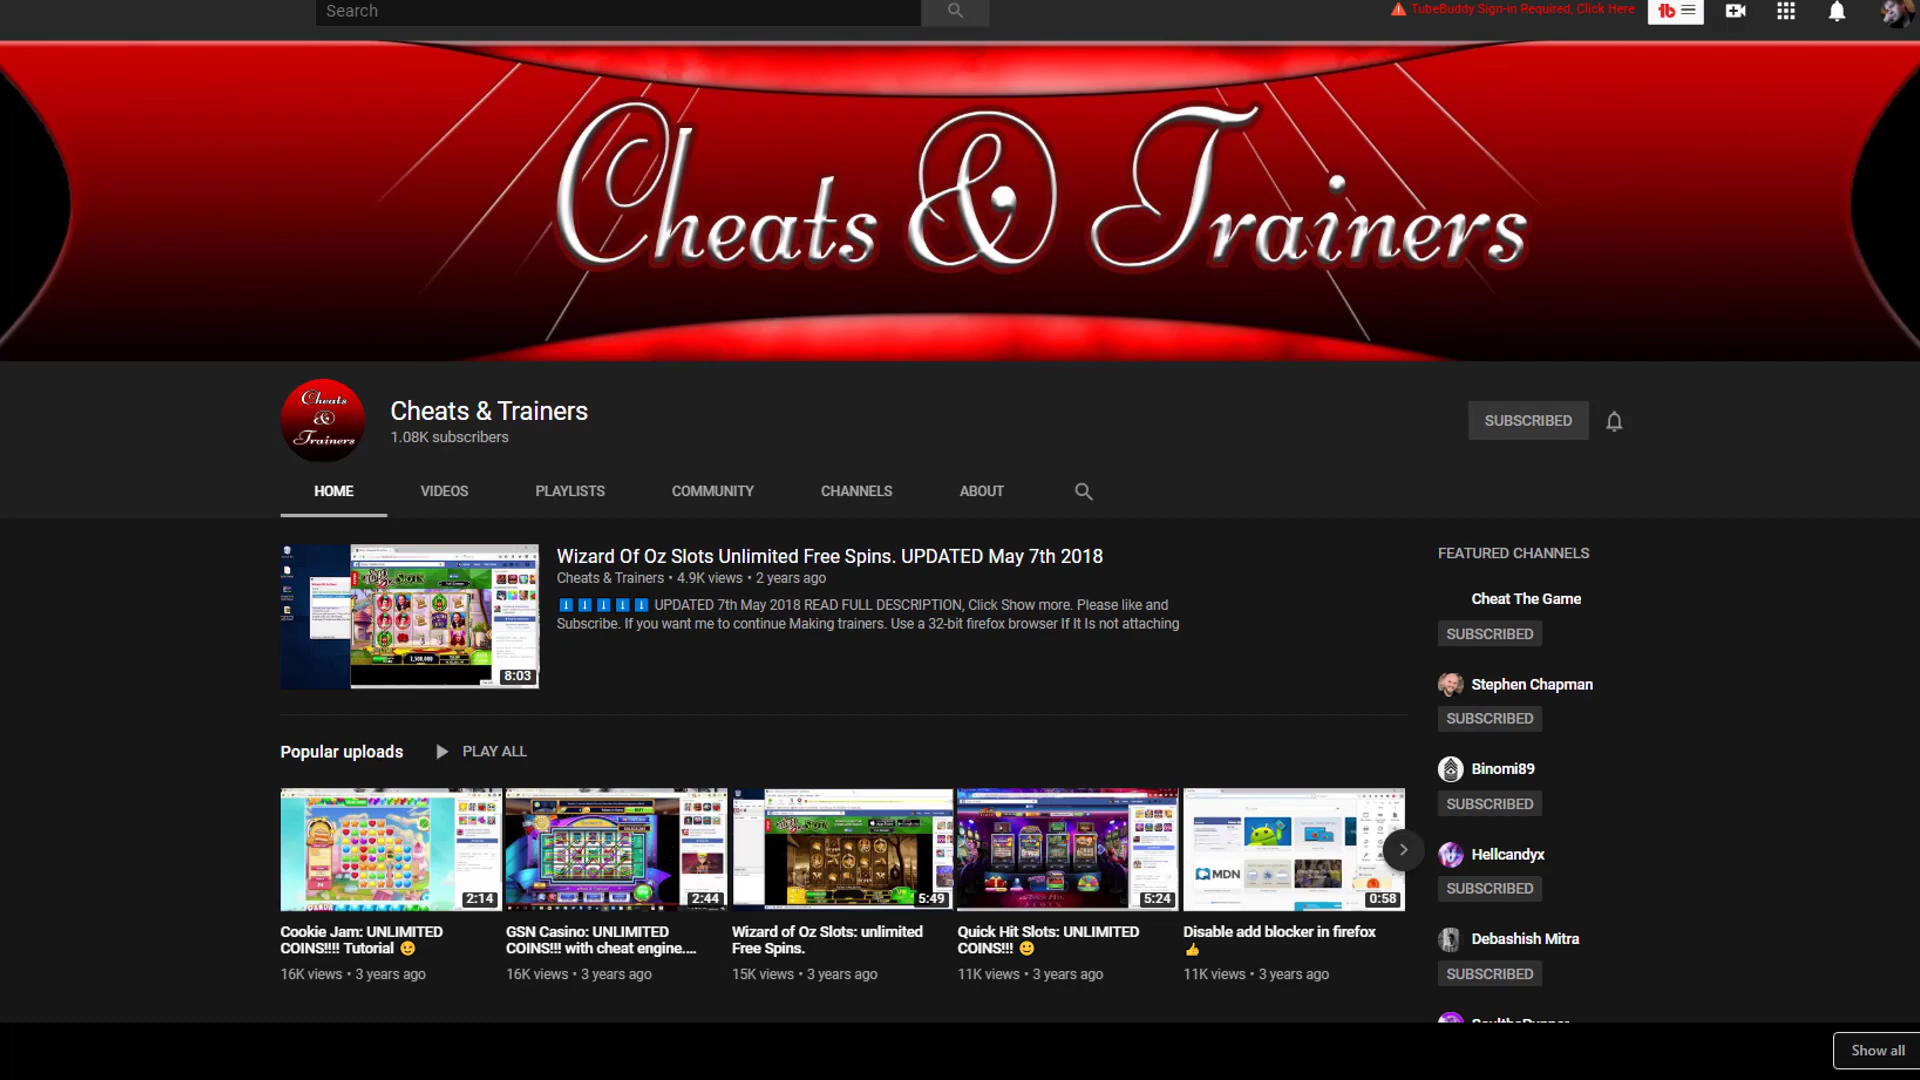 Search
TubeBuddy Sign-in Required, Click Here
Cheats & Trainers
Cheats
&
Trainers
Cheats & Trainers
1.08K subscribers
SUBSCRIBED
HOME
VIDEOS
PLAYLISTS
COMMUNITY
CHANNELS
ABOUT
Wizard Of Oz Slots Unlimited Free Spins. UPDATED May 7th 2018
Cheats & Trainers • 4.9K views • 2 years ago
UPDATED 7th May 2018 READ FULL DESCRIPTION, Click Show more. Please like and
Subscribe. If you want me to continue Making trainers. Use a 32-bit firefox browser If It Is not attaching
8:03
FEATURED CHANNELS
Cheat The Game
SUBSCRIBED
Stephen Chapman
SUBSCRIBED
Binomi89
SUBSCRIBED
Hellcandyx
SUBSCRIBED
Debashish Mitra
SUBSCRIBED
Popular uploads
PLAY ALL
2:14
Cookie Jam: UNLIMITED
COINS!!!! Tutorial 😉
16K views • 3 years ago
2:44
GSN Casino: UNLIMITED
COINS!!! with cheat engine....
16K views • 3 years ago
5:49
Wizard of Oz Slots: unlimited
Free Spins.
15K views • 3 years ago
5:24
Quick Hit Slots: UNLIMITED
COINS!!! 🙂
11K views • 3 years ago
MDN
0:58
Disable add blocker in firefox
👍
11K views • 3 years ago
Show all